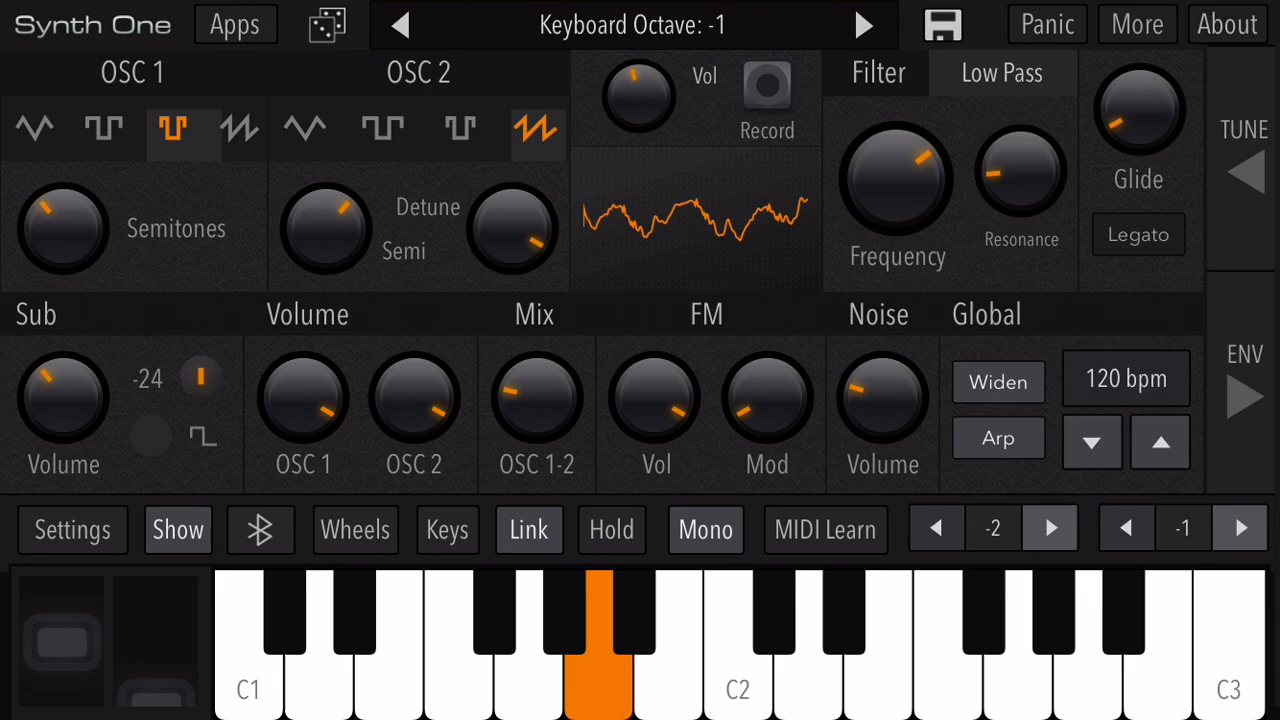 Synth One Apps Keyboard Octave: -1 Panic More About
OSC 1 OSC 2 Vol Filter Low Pass
Record
TUNE
Glide
Semitones Detune
Semi
Frequency Resonance Legato
Sub Volume Mix FM Noise Global
ENV
-24 Widen 120 bpm
Arp
Volume OSC 1 OSC 2 OSC 1-2 Vol Mod Volume
Settings Show Wheels Keys Link Hold Mono MIDI Learn -2 -1
C1 C2 C3